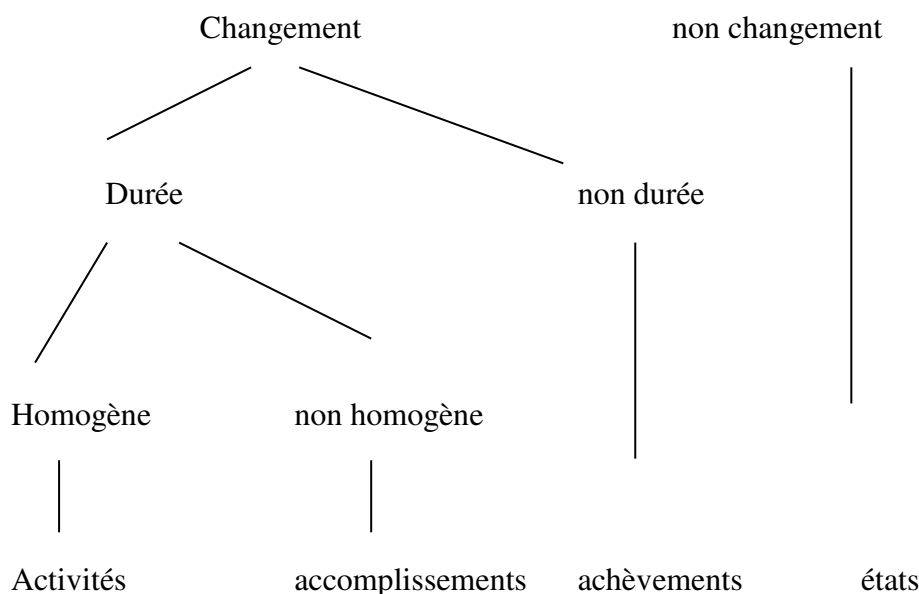 Changement non changement
Durée non durée
Homogène non homogène
Activités accomplissements achèvements états